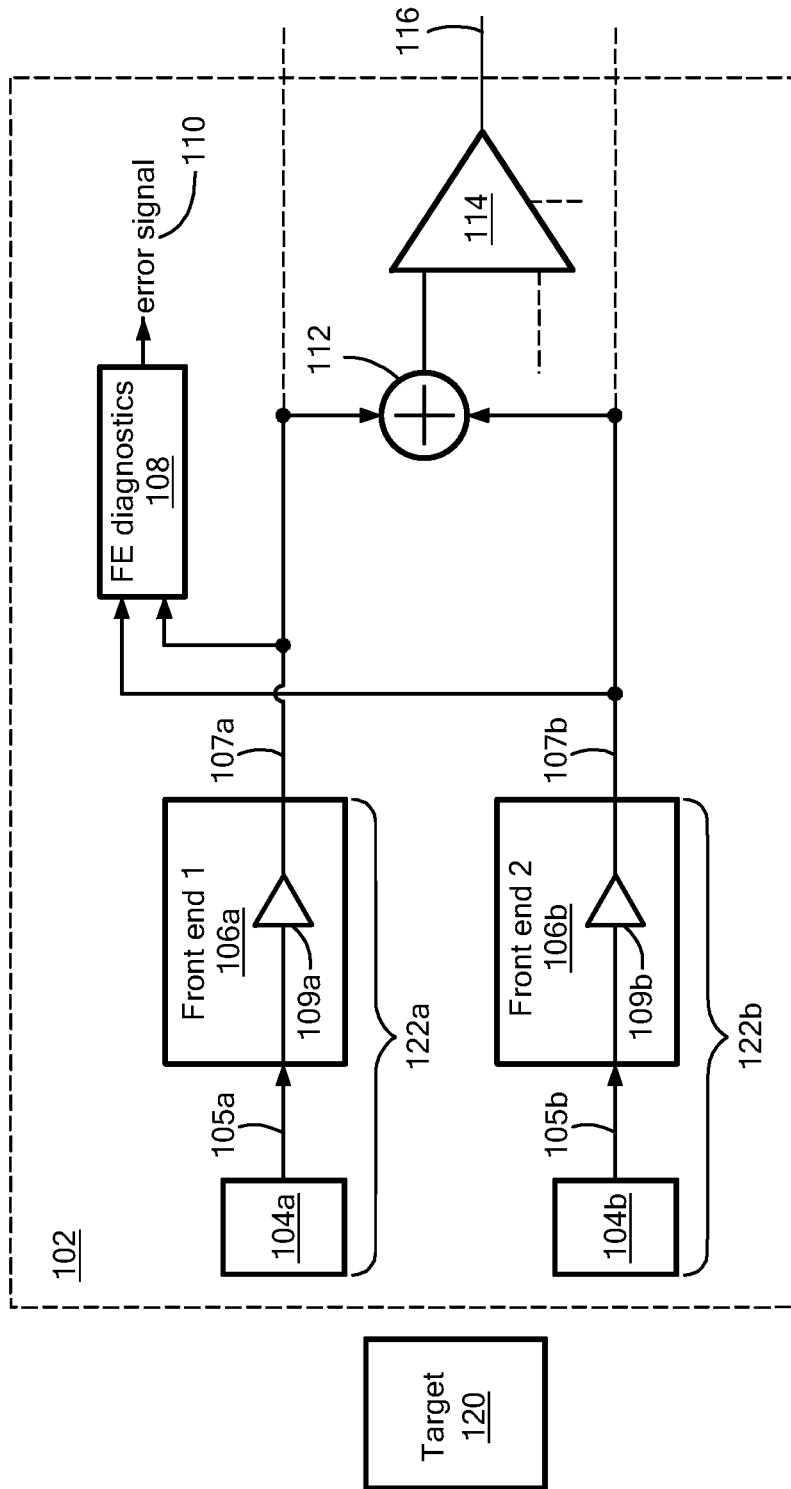 102
FE diagnostics
108
error signal
110
112
114
116
107a
107b
Front end 1
106a
109a
Front end 2
106b
109b
105a
105b
104a
104b
122a
122b
Target
120